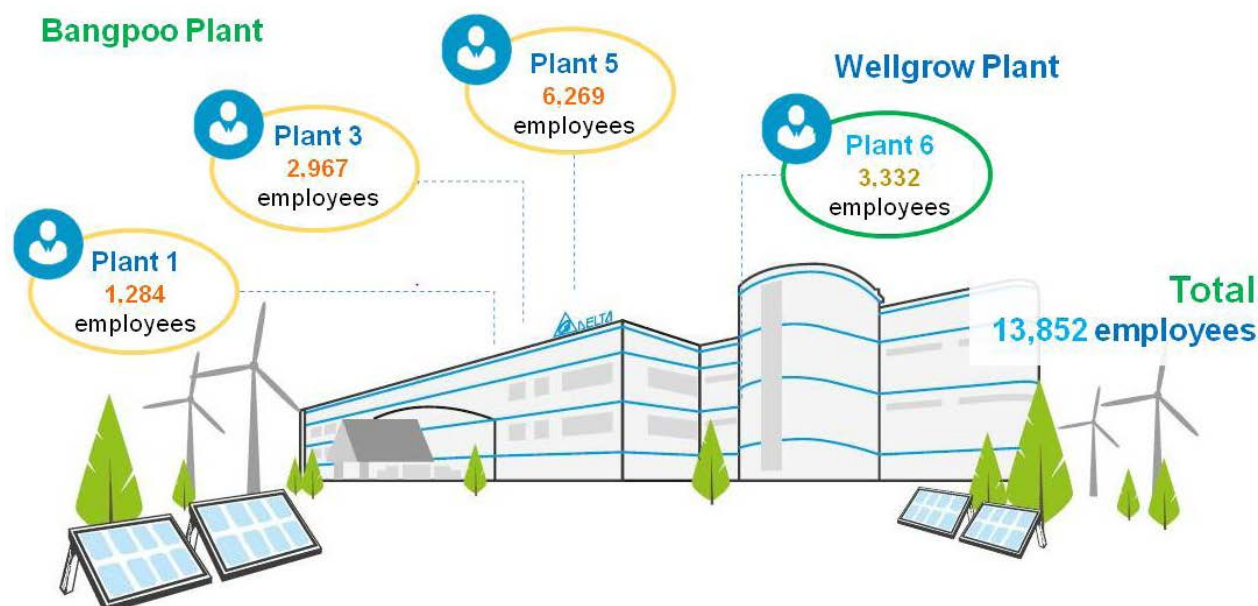 Bangpoo Plant
Plant 1
1,284
employees
Plant 3
2,967
employees
Plant 5
6,269
employees
Wellgrow Plant
Plant 6
3,332
employees
Total
13,852 employees
DELTA